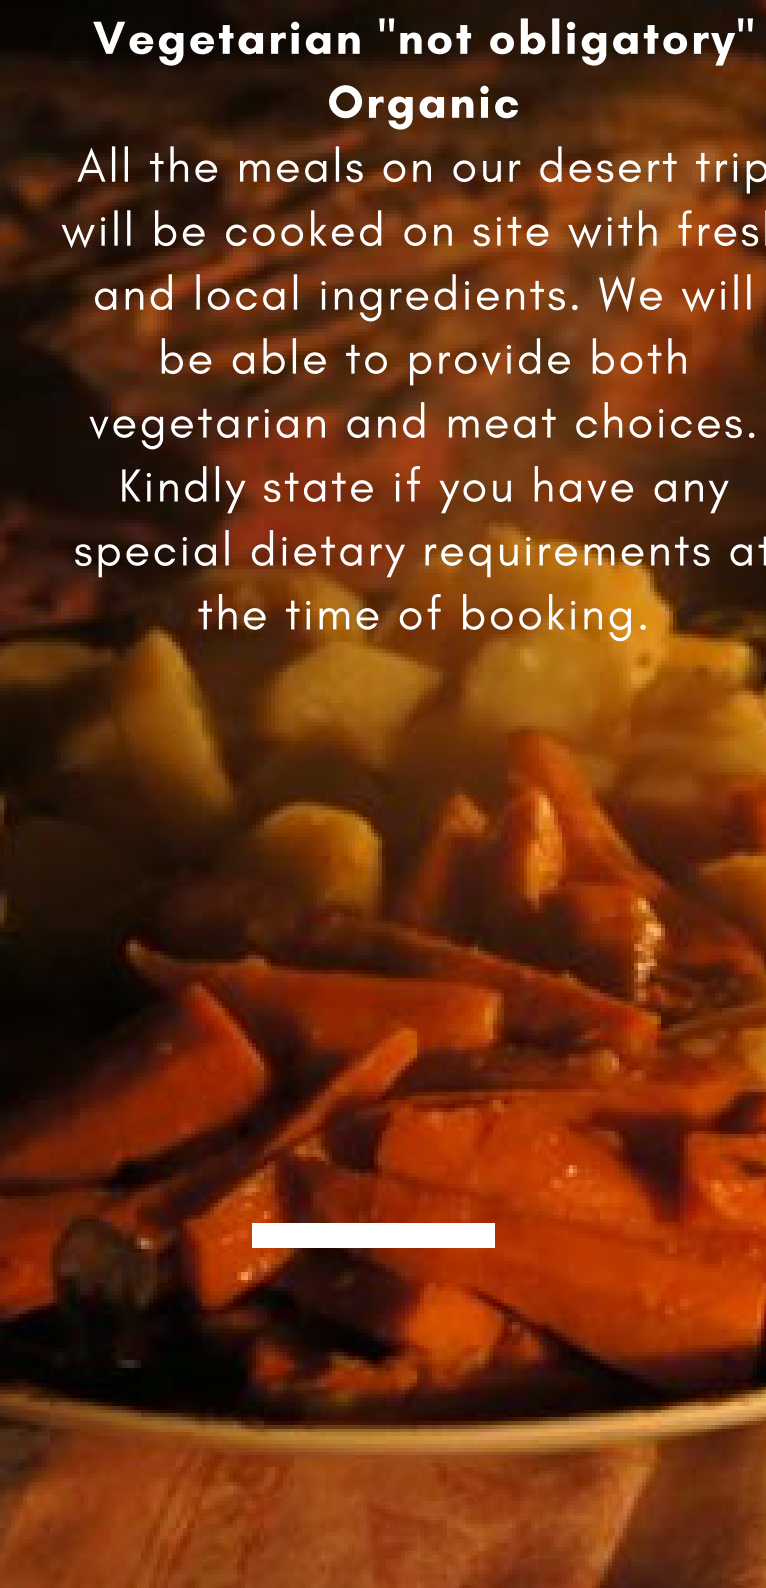 Vegetarian "not obligatory"
Organic
All the meals on our desert trip
will be cooked on site with fresh
and local ingredients. We will
be able to provide both
vegetarian and meat choices.
Kindly state if you have any
special dietary requirements at
the time of booking.